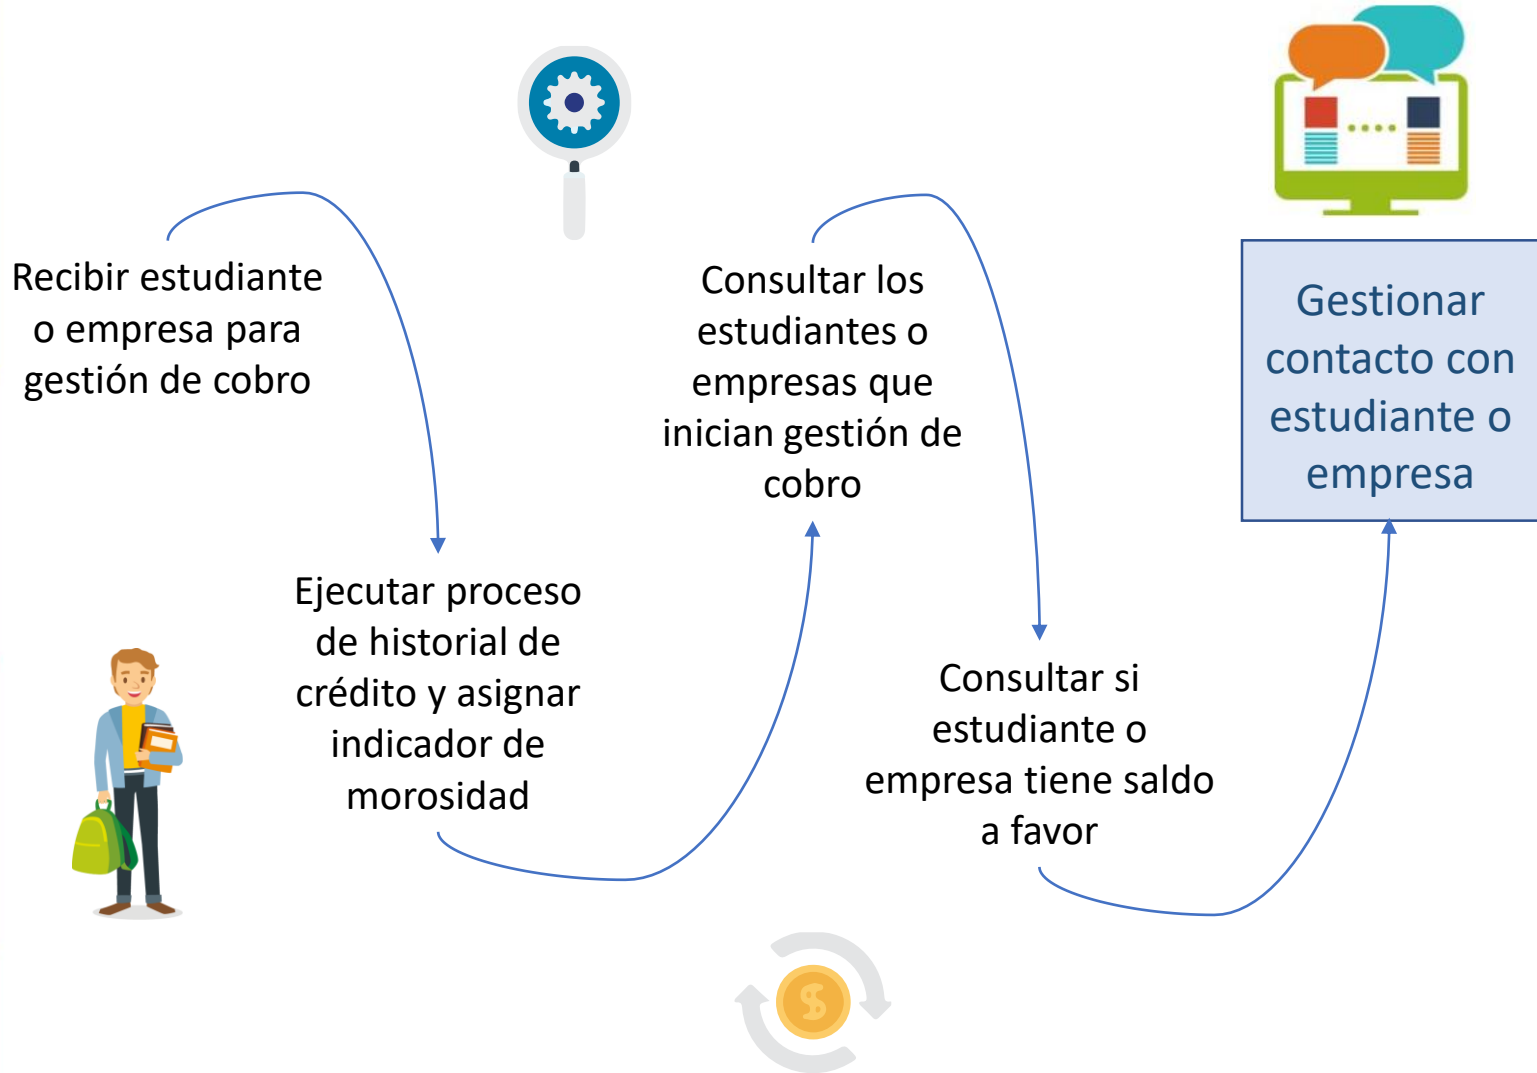 Recibir estudiante
o empresa para
gestión de cobro
Ejecutar proceso
de historial de
crédito y asignar
indicador de
morosidad
Consultar los
estudiantes o
empresas que
inician gestión de
cobro
Consultar si
estudiante o
empresa tiene saldo
a favor
Gestionar
contacto con
estudiante o
empresa
$